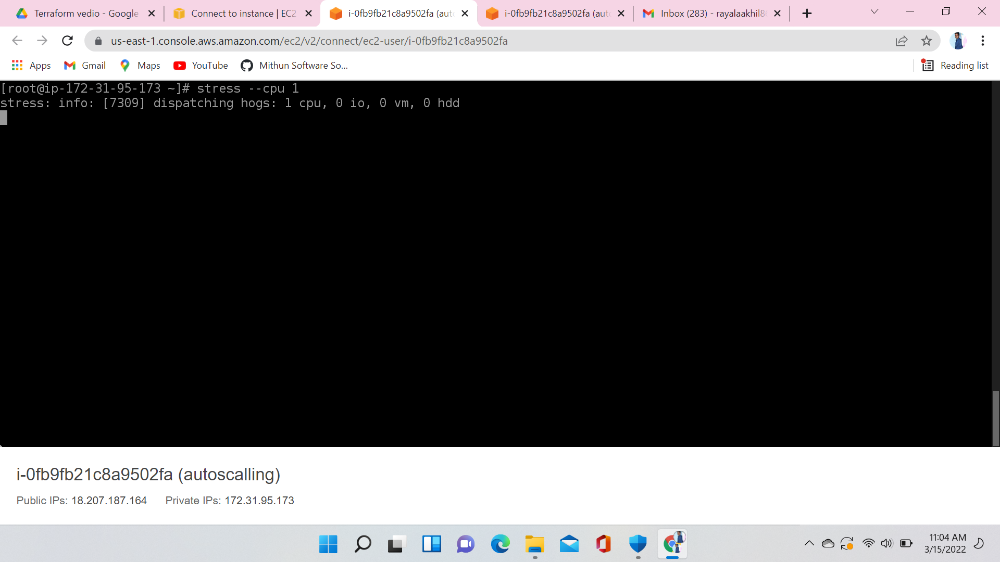 Terraform vedio - Google
Connect to instance | EC2
i-0fb9fb21c8a9502fa (aut
i-0fb9fb21c8a9502fa (aut
Inbox (283) - rayalaakhil8
us-east-1.console.aws.amazon.com/ec2/v2/connect/ec2-user/i-0fb9fb21c8a9502fa
Apps
Gmail
Maps
YouTube
Mithun Software So...
Reading list
[root@ip-172-31-95-173 ~]# stress --cpu 1
stress: info: [7309] dispatching hogs: 1 cpu, 0 io, 0 vm, 0 hdd
i-0fb9fb21c8a9502fa (autoscalling)
Public IPs: 18.207.187.164 Private IPs: 172.31.95.173
11:04 AM
3/15/2022